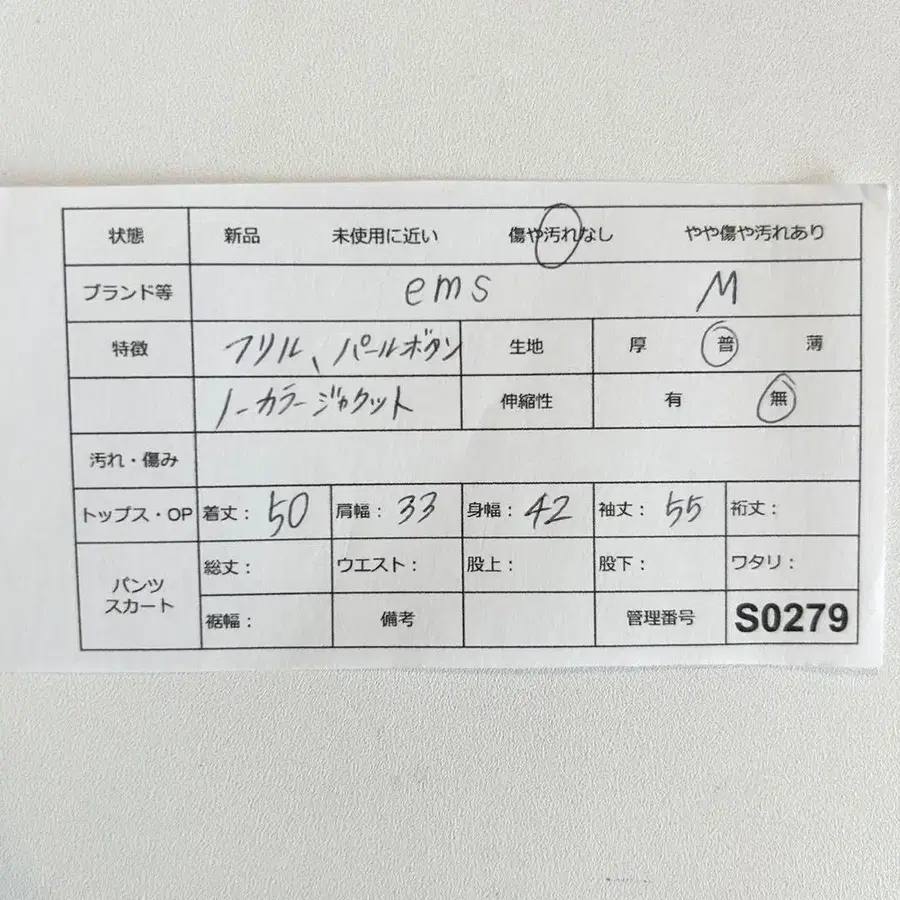 状態 新品 未使用に近い 傷や汚れなし やや傷や汚れあり
ブランド等 ems M
特徴 フリル、パールボタン 生地 厚 普 薄
ノーカラージャケット 伸縮性 有 無
汚れ・傷み
トップス・OP 着丈: 50 肩幅: 33 身幅: 42 袖丈: 55 裄丈:
パンツ スカート 総丈: ウエスト: 股上: 股下: ワタリ:
裾幅: 備考 管理番号 S0279